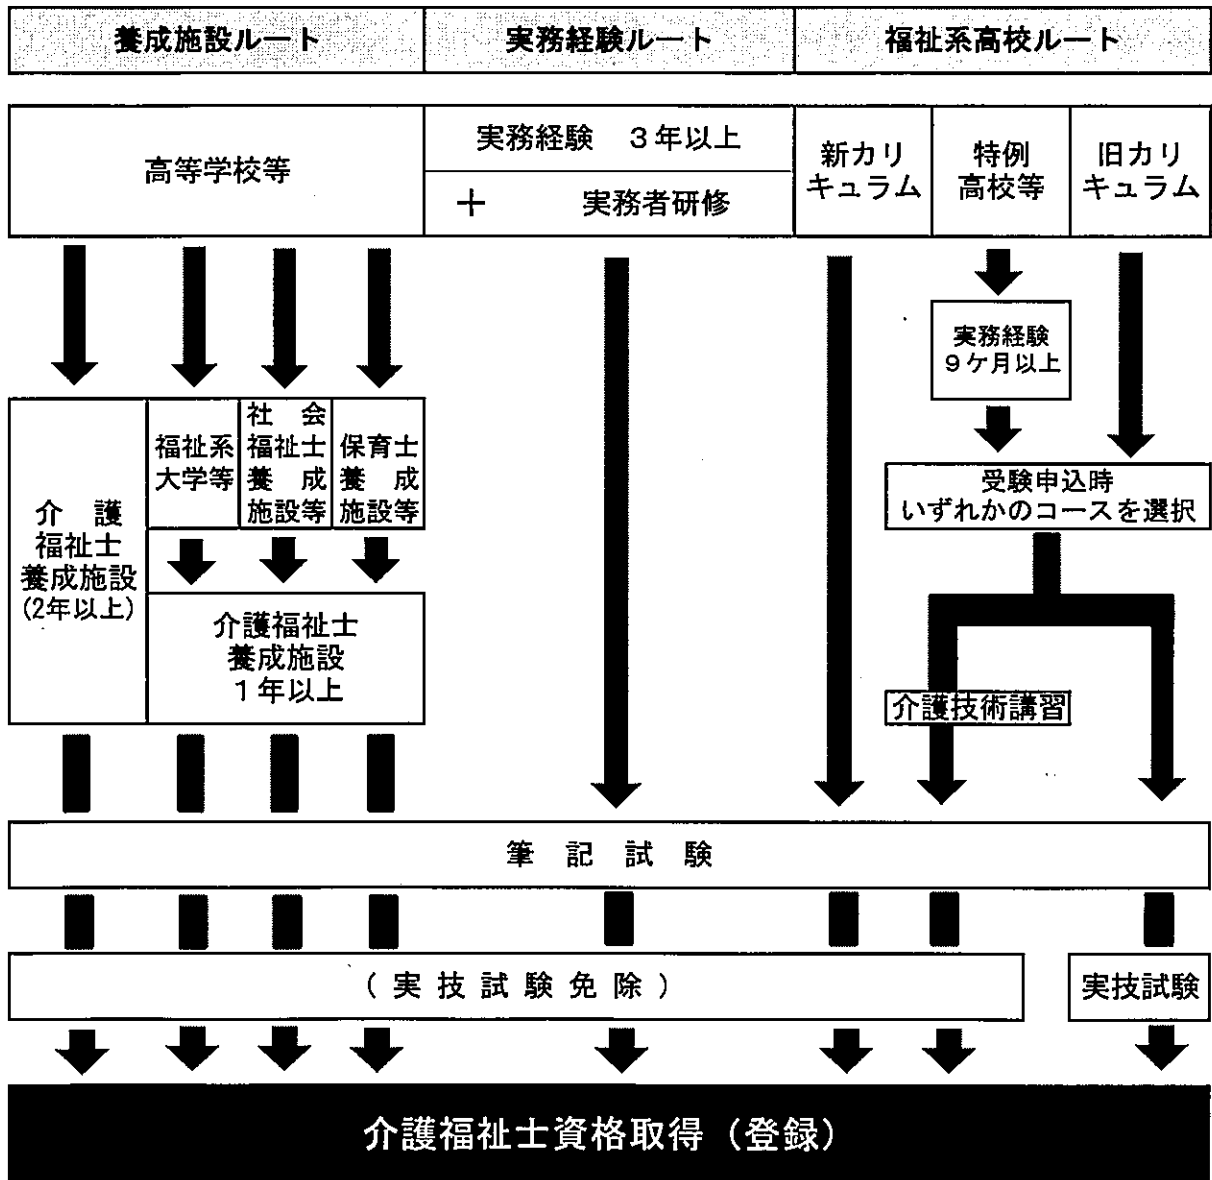 養成施設ルート
実務経験ルート
福祉系高校ルート
高等学校等
実務経験 3年以上
＋ 実務者研修
新カリ
キュラム
特例
高校等
旧カリ
キュラム
実務経験
9ケ月以上
介護
福祉士
養成施設
(2年以上)
福祉系
大学等
社会
福祉士
養成
施設等
保育士
養成
施設等
受験申込時
いずれかのコースを選択
介護福祉士
養成施設
1年以上
介護技術講習
筆記試験
(実技試験免除)
実技試験
介護福祉士資格取得（登録）